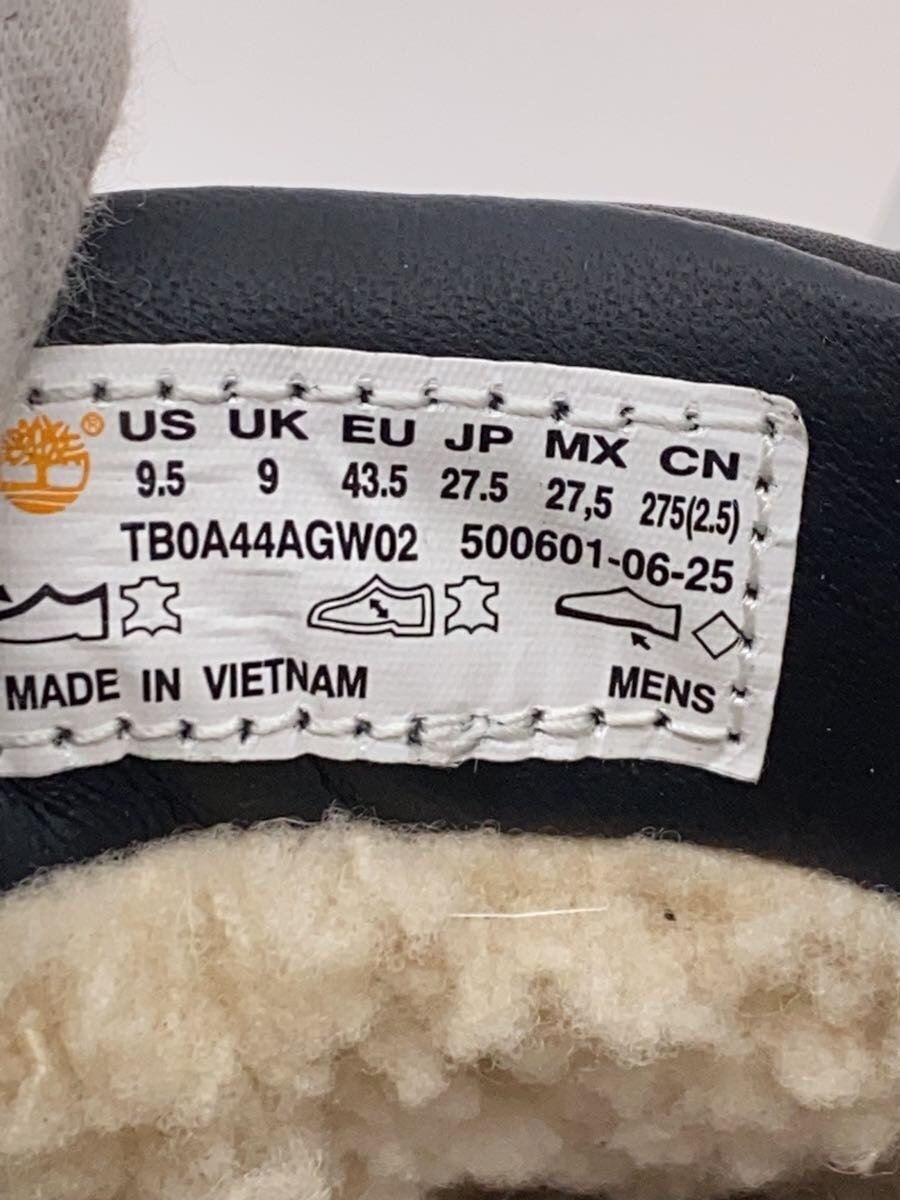 ® US UK EU JP MX CN
9.5 9 43.5 27.5 27,5 275(2.5)
TB0A44AGW02 500601-06-25
MADE IN VIETNAM MENS